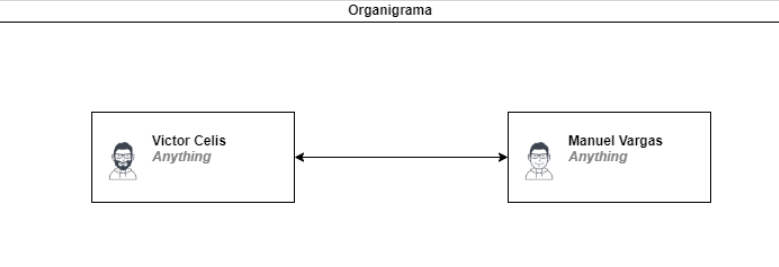 Organigrama
Victor Celis
Anything
Manuel Vargas
Anything